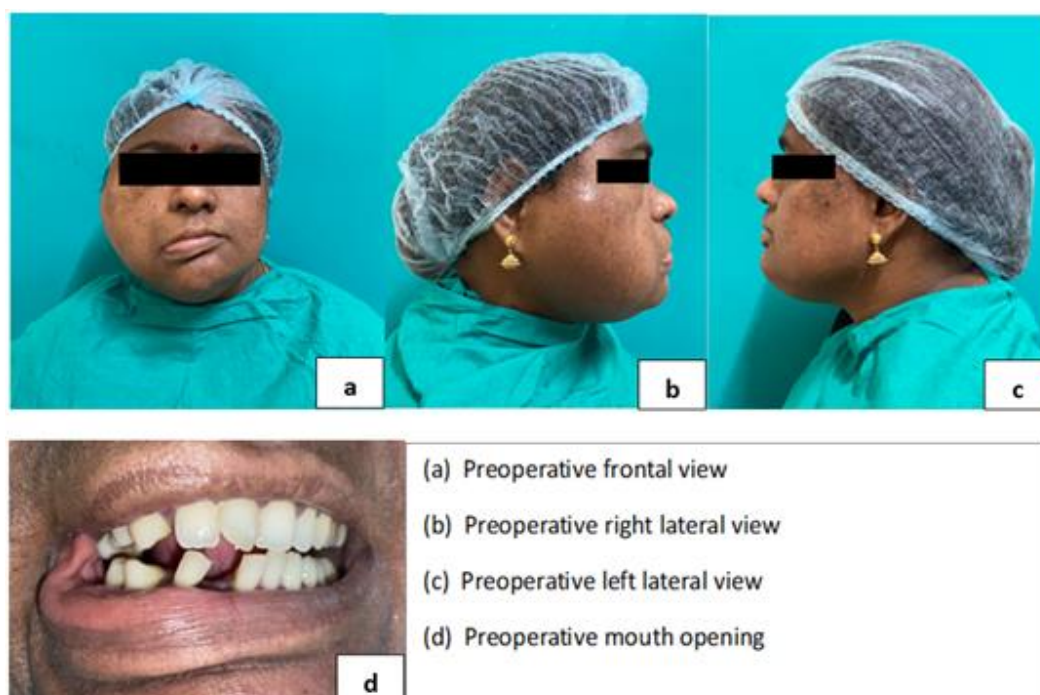 a
b
c
d
(a) Preoperative frontal view
(b) Preoperative right lateral view
(c) Preoperative left lateral view
(d) Preoperative mouth opening